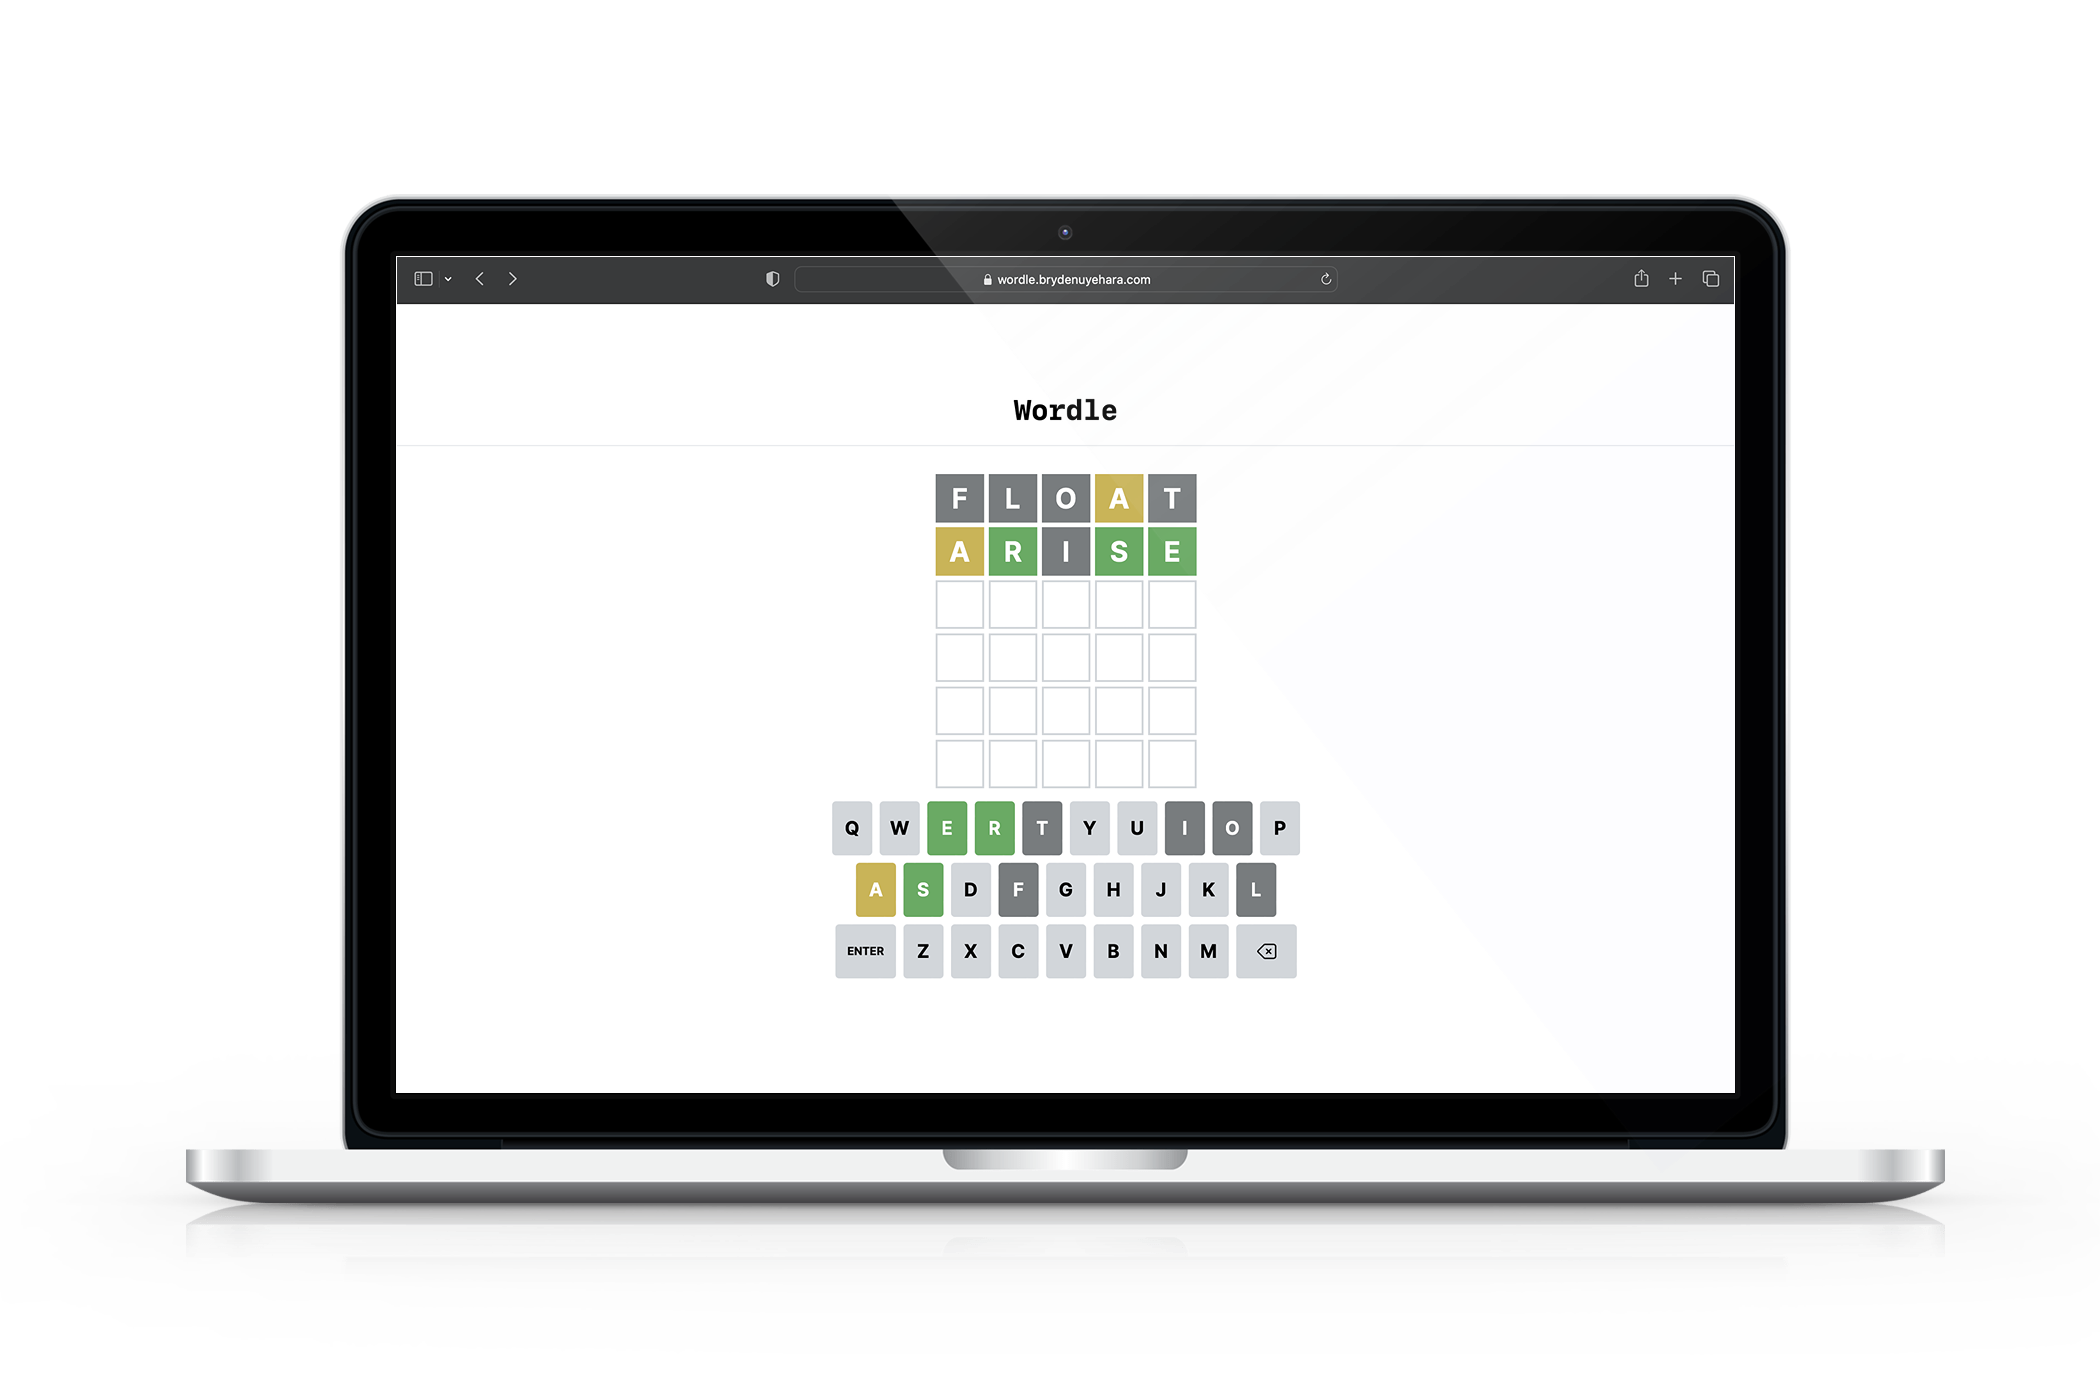 wordle.brydenuyehara.com
Wordle
F L O A T
A R I S E
Q W E R T Y U I O P
A S D F G H J K L
ENTER Z X C V B N M